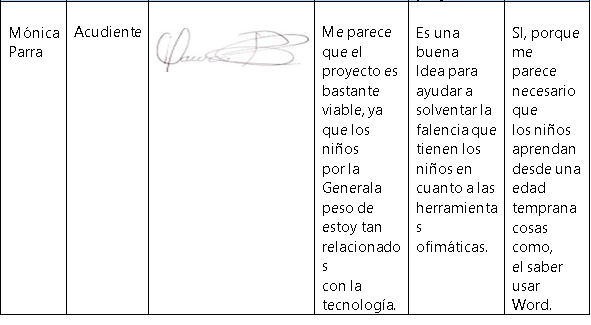 Mónica
Parra
Acudiente
Me parece
que el
proyecto es
bastante
viable, ya
que los
niños
por la
Generala
peso de
estoy tan
relacionado
s
con la
tecnología.
Es una
buena
Idea para
ayudar a
solventar la
falencia que
tienen los
niños en
cuanto a las
herramienta
s
ofimáticas.
SI, porque
me
parece
necesario
que
los niños
aprendan
desde una
edad
temprana
cosas
como,
el saber
usar
Word.